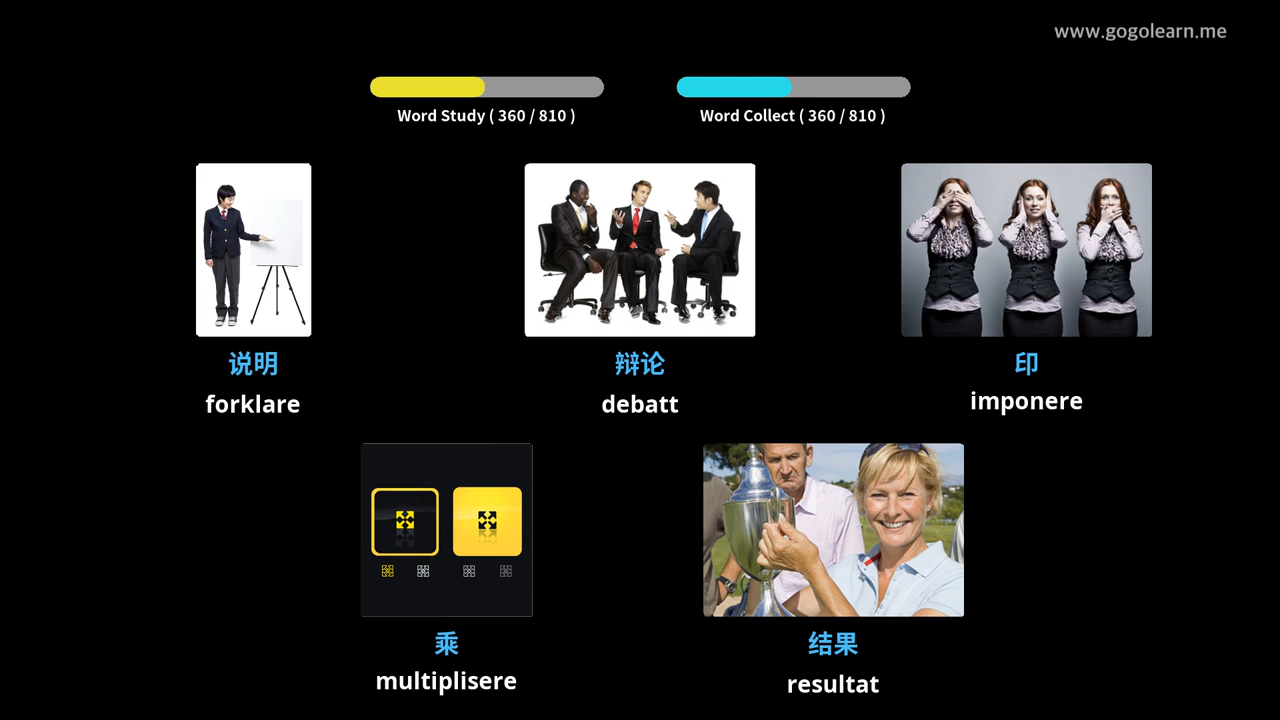 www.gogolearn.me
Word Study ( 360 / 810 )
Word Collect ( 360 / 810 )
说明
forklare
辩论
debatt
印
imponere
乘
multiplisere
结果
resultat